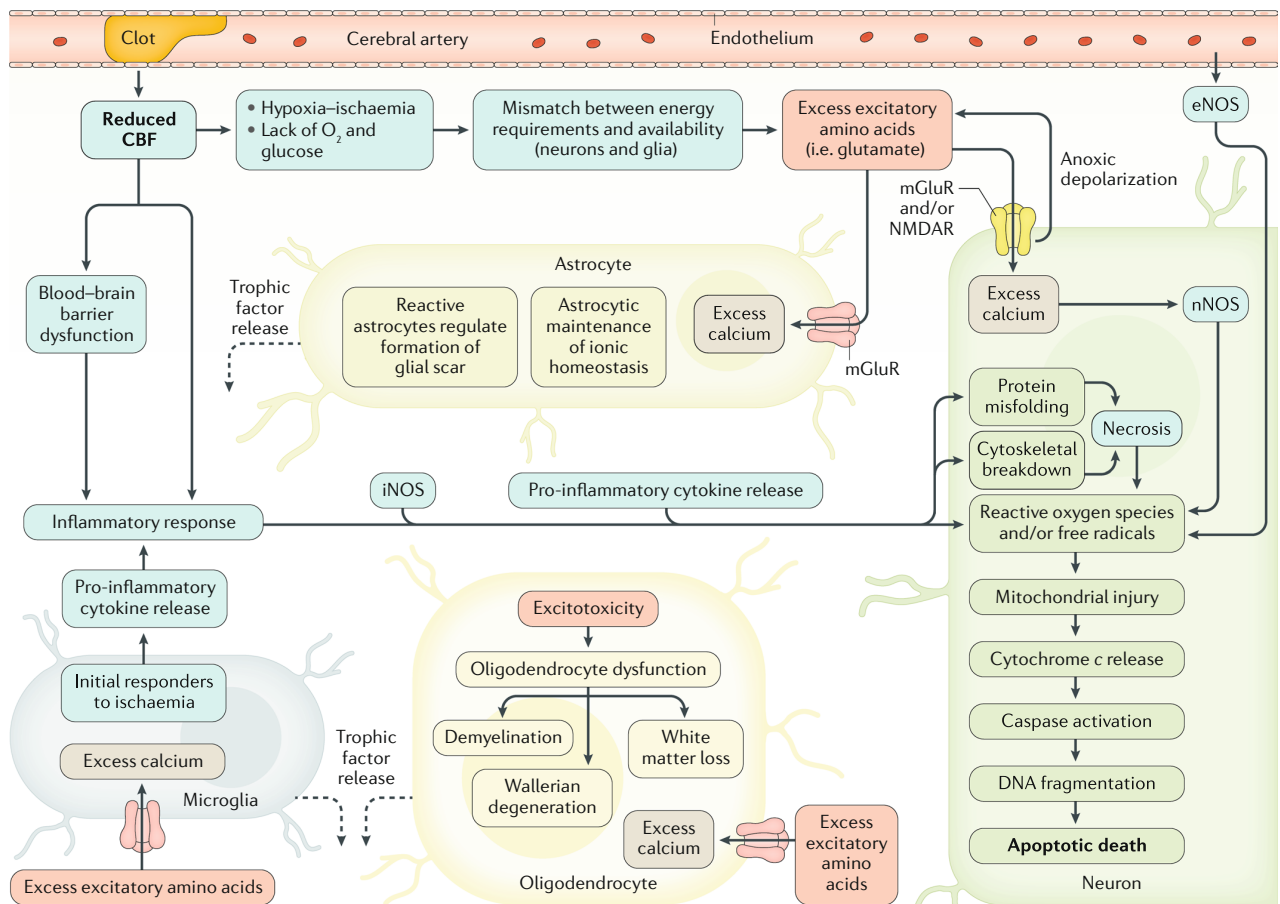 Clot
Cerebral artery
Endothelium
Reduced
CBF
• Hypoxia–ischaemia
• Lack of O2 and
glucose
Mismatch between energy
requirements and availability
(neurons and glia)
Excess excitatory
amino acids
(i.e. glutamate)
eNOS
Anoxic
depolarization
mGluR
and/or
NMDAR
Blood–brain
barrier
dysfunction
Trophic
factor
release
Astrocyte
Reactive
astrocytes regulate
formation of
glial scar
Astrocytic
maintenance
of ionic
homeostasis
Excess
calcium
mGluR
Excess
calcium
nNOS
Protein
misfolding
Necrosis
Cytoskeletal
breakdown
iNOS
Pro-inflammatory cytokine release
Inflammatory response
Reactive oxygen species
and/or free radicals
Pro-inflammatory
cytokine release
Initial responders
to ischaemia
Excess calcium
Microglia
Excess excitatory amino acids
Trophic
factor
release
Excitotoxicity
Oligodendrocyte dysfunction
Demyelination
White
matter loss
Wallerian
degeneration
Excess
calcium
Excess
excitatory
amino
acids
Oligodendrocyte
Mitochondrial injury
Cytochrome c release
Caspase activation
DNA fragmentation
Apoptotic death
Neuron